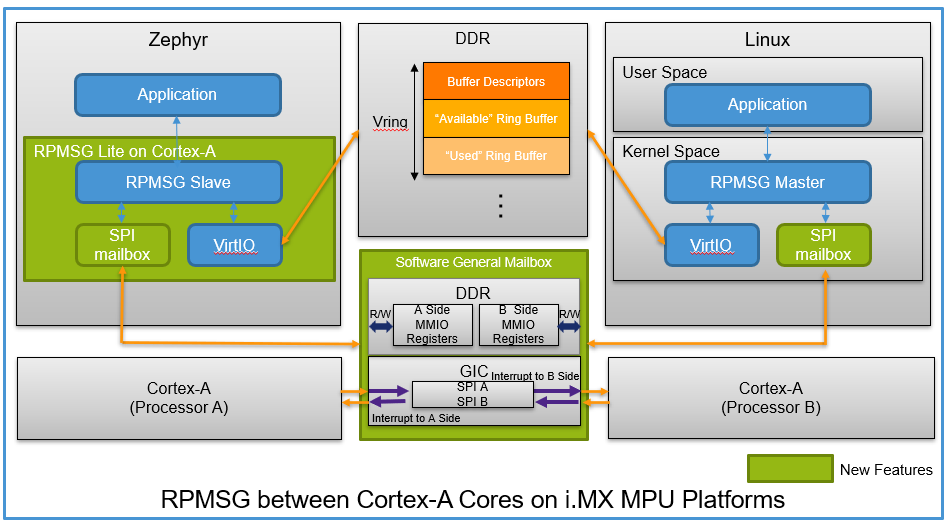 Zephyr
Application
RPMSG Lite on Cortex-A
RPMSG Slave
SPI
mailbox
VirtIO
DDR
Vring
Buffer Descriptors
“Available” Ring Buffer
“Used” Ring Buffer
Linux
User Space
Application
Kernel Space
RPMSG Master
VirtIO
SPI
mailbox
Software General Mailbox
DDR
R/W
A Side
MMIO
Registers
B Side
MMIO
Registers
R/W
GIC
Interrupt to B Side
SPI A
SPI B
Interrupt to A Side
Cortex-A
(Processor A)
Cortex-A
(Processor B)
New Features
RPMSG between Cortex-A Cores on i.MX MPU Platforms